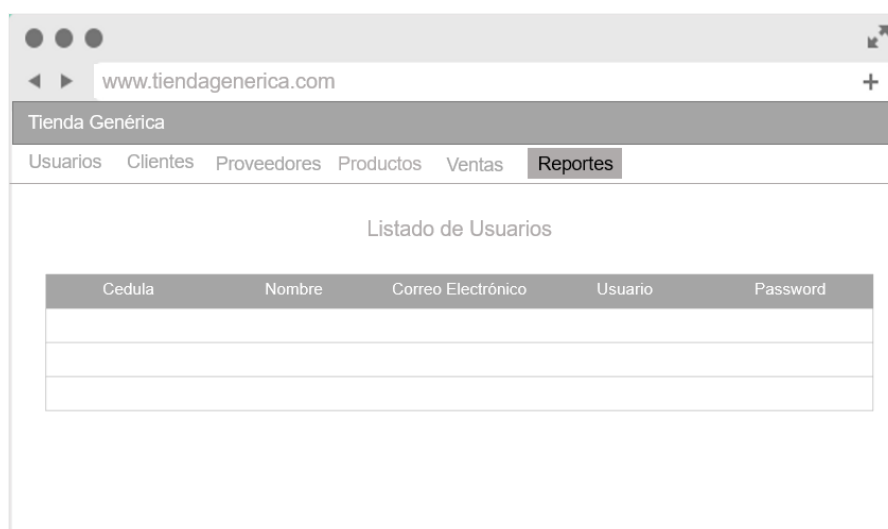 www.tiendagenerica.com
Tienda Genérica
Usuarios Clientes Proveedores Productos Ventas Reportes
Listado de Usuarios
Cedula Nombre Correo Electrónico Usuario Password